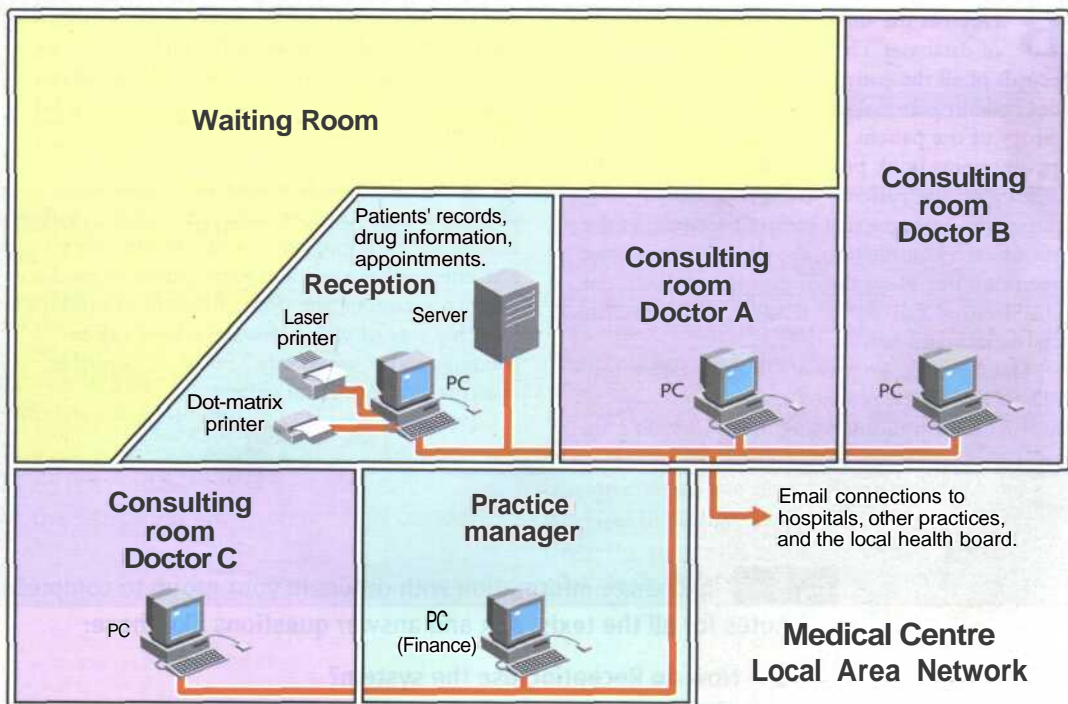 Waiting Room
Patients' records,
drug information,
appointments.
Reception
Laser
printer
Server
PC
Dot-matrix
printer
Consulting
room
Doctor A
PC
Consulting
room
Doctor B
PC
Consulting
room
Doctor C
PC
Practice
manager
PC
(Finance)
Email connections to
hospitals, other practices,
and the local health board.
Medical Centre
Local Area Network